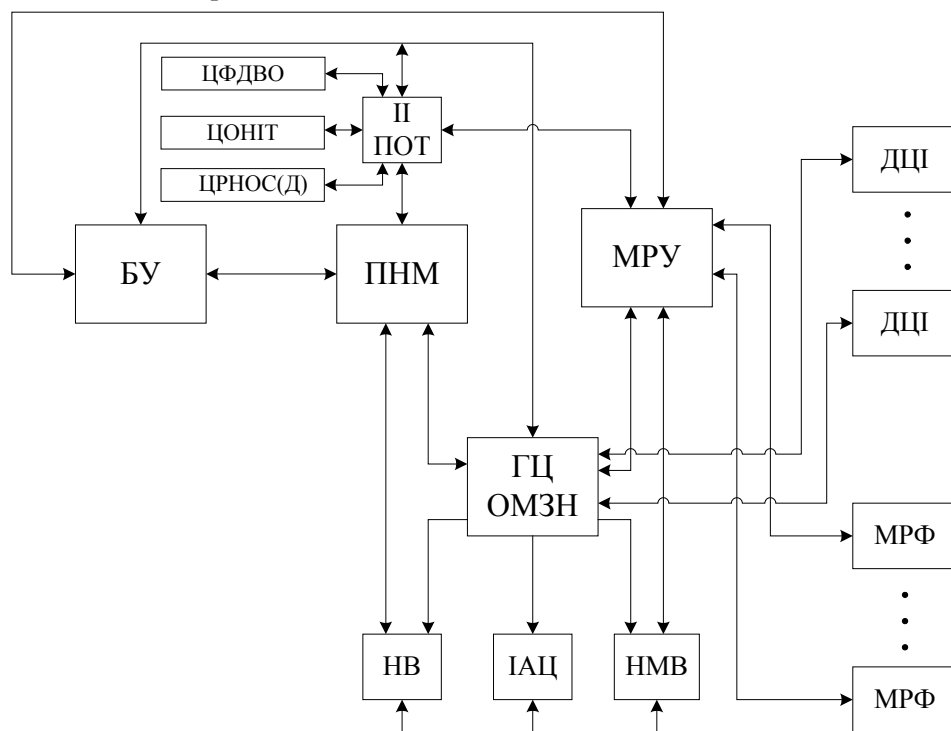 ЦФДВО
ІІ
ПОТ
ЦОНІТ
ЦРНОС(Д)
ДЦІ
БУ
ПНМ
МРУ
ДЦІ
ГЦ
ОМЗН
МРФ
НВ
ІАЦ
НМВ
МРФ